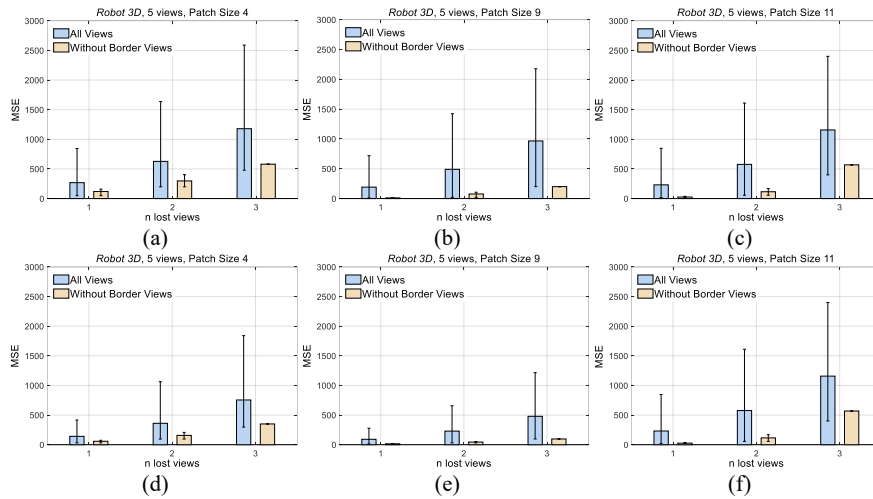 Robot 3D, 5 views, Patch Size 4
3000
2500
2000
1500
1000
500
0
MSE
All Views
Without Border Views
1
2
3
n lost views
(a)
Robot 3D, 5 views, Patch Size 9
3000
2500
2000
1500
1000
500
0
MSE
All Views
Without Border Views
1
2
3
n lost views
(b)
Robot 3D, 5 views, Patch Size 11
3000
2500
2000
1500
1000
500
0
MSE
All Views
Without Border Views
1
2
3
n lost views
(c)
Robot 3D, 5 views, Patch Size 4
3000
2500
2000
1500
1000
500
0
MSE
All Views
Without Border Views
1
2
3
n lost views
(d)
Robot 3D, 5 views, Patch Size 9
3000
2500
2000
1500
1000
500
0
MSE
All Views
Without Border Views
1
2
3
n lost views
(e)
Robot 3D, 5 views, Patch Size 11
3000
2500
2000
1500
1000
500
0
MSE
All Views
Without Border Views
1
2
3
n lost views
(f)